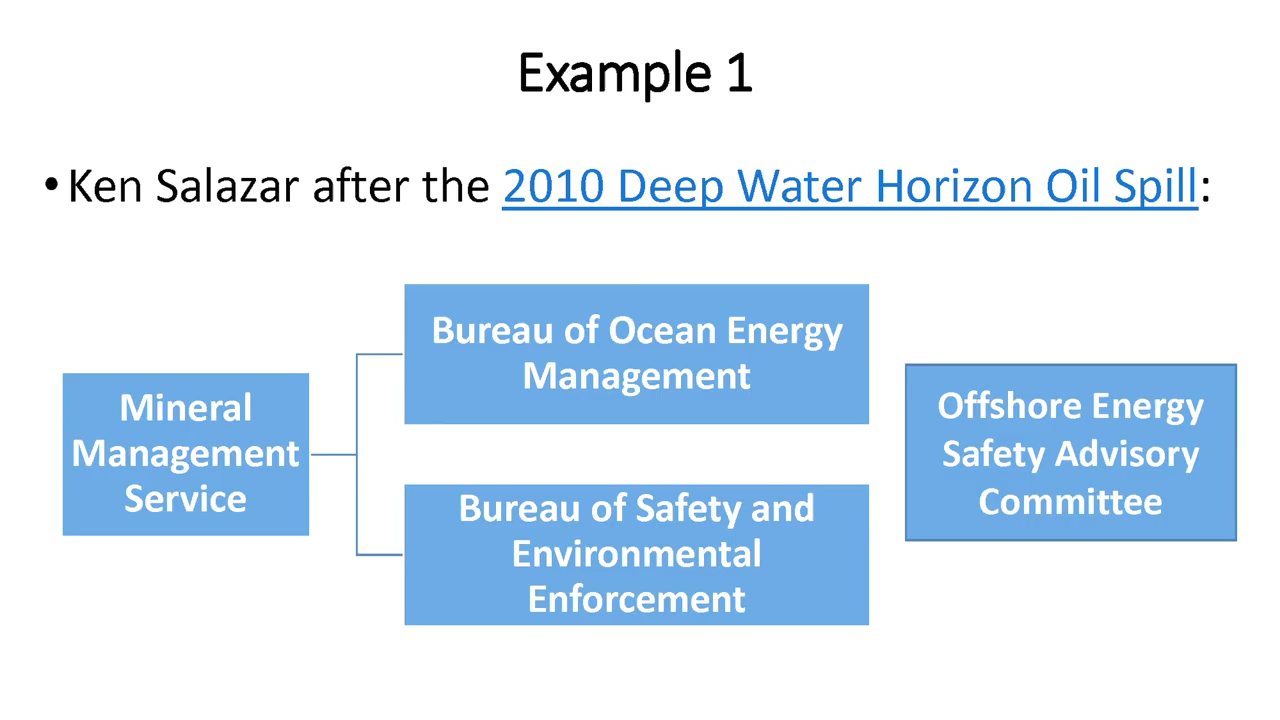 Example 1
•Ken Salazar after the 2010 Deep Water Horizon Oil Spill:
Mineral
Management
Service
Bureau of Ocean Energy
Management
Bureau of Safety and
Environmental
Enforcement
Offshore Energy
Safety Advisory
Committee